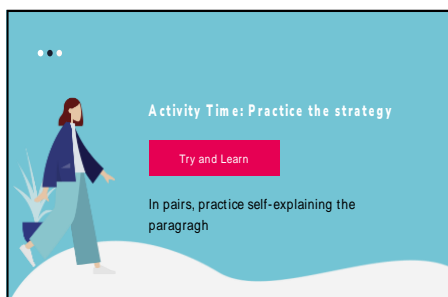 Activity Time: Practice the strategy
Try and Learn
In pairs, practice self-explaining the
paragragh